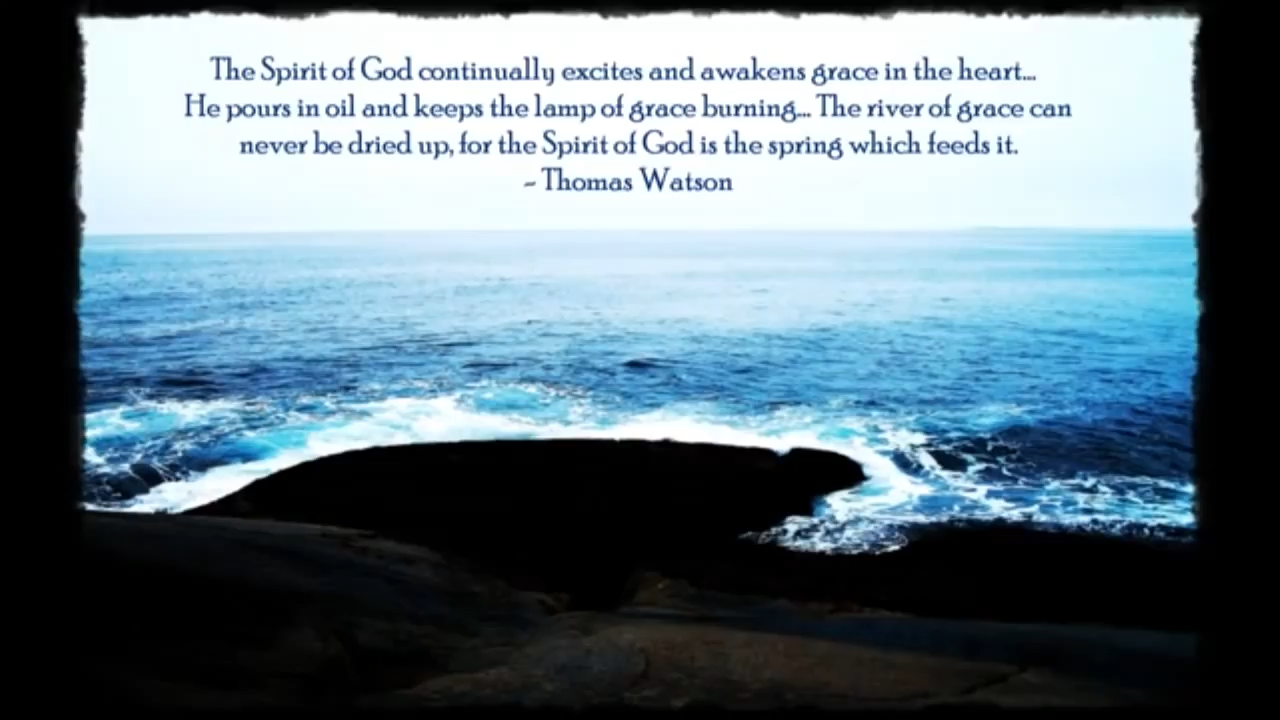 The Spirit of God continually excites and awakens grace in the heart...
He pours in oil and keeps the lamp of grace burning... The river of grace can
never be dried up, for the Spirit of God is the spring which feeds it.
~ Thomas Watson